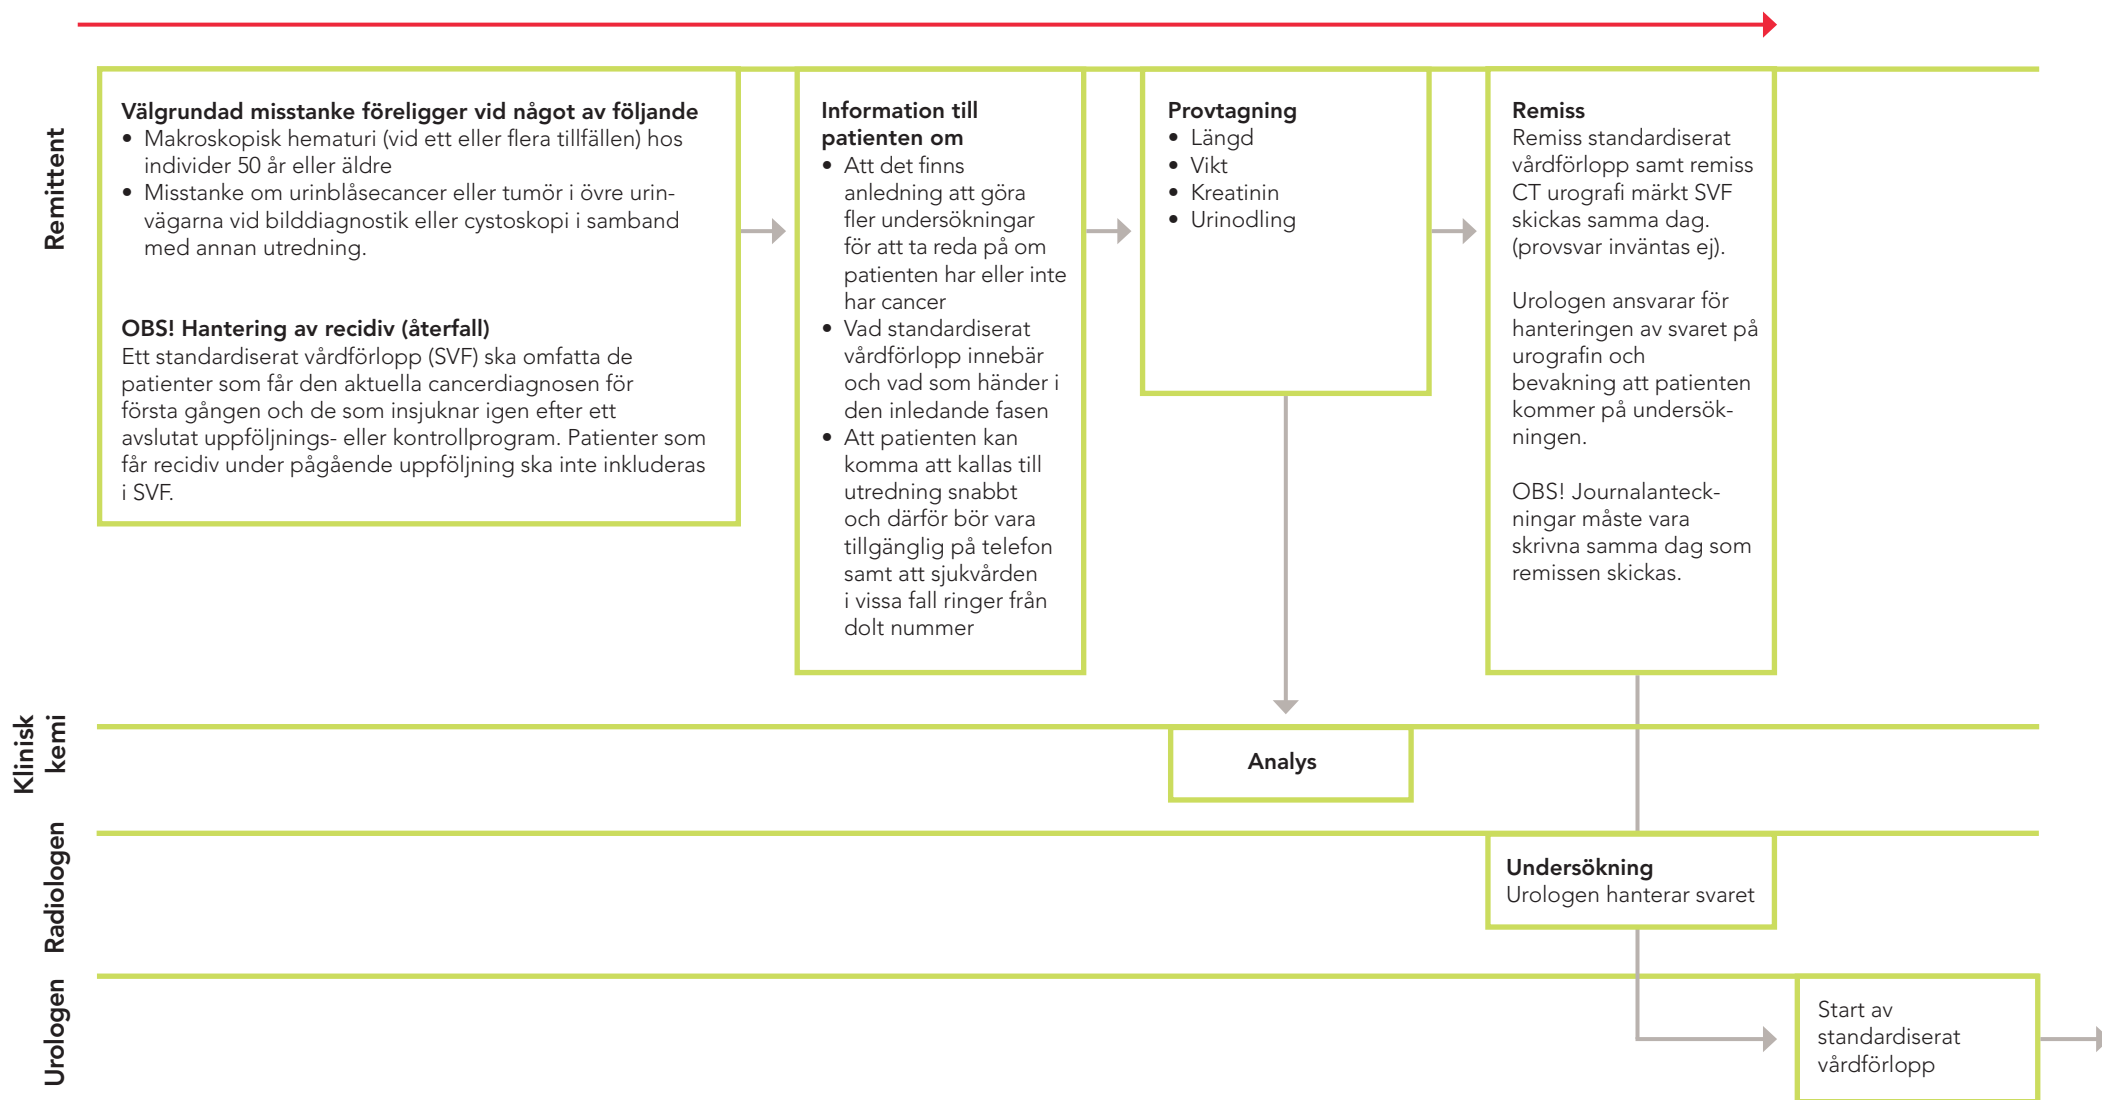 Remittent
Välgrundad misstanke föreligger vid något av följande
• Makroskopisk hematuri (vid ett eller flera tillfällen) hos
individer 50 år eller äldre
• Misstanke om urinblåsecancer eller tumör i övre urin-
vägarna vid bilddiagnostik eller cystoskopi i samband
med annan utredning.
OBS! Hantering av recidiv (återfall)
Ett standardiserat vårdförlopp (SVF) ska omfatta de
patienter som får den aktuella cancerdiagnosen för
första gången och de som insjuknar igen efter ett
avslutat uppföljnings- eller kontrollprogram. Patienter som
får recidiv under pågående uppföljning ska inte inkluderas
i SVF.
Information till
patienten om
• Att det finns
anledning att göra
fler undersökningar
för att ta reda på om
patienten har eller inte
har cancer
• Vad standardiserat
vårdförlopp innebär
och vad som händer i
den inledande fasen
• Att patienten kan
komma att kallas till
utredning snabbt
och därför bör vara
tillgänglig på telefon
samt att sjukvården
i vissa fall ringer från
dolt nummer
Provtagning
• Längd
• Vikt
• Kreatinin
• Urinodling
Remiss
Remiss standardiserat
vårdförlopp samt remiss
CT urografi märkt SVF
skickas samma dag.
(provsvar inväntas ej).
Urologen ansvarar för
hanteringen av svaret på
urografin och
bevakning att patienten
kommer på undersök-
ningen.
OBS! Journalanteck-
ningar måste vara
skrivna samma dag som
remissen skickas.
Klinisk
kemi
Analys
Radiologen
Undersökning
Urologen hanterar svaret
Urologen
Start av
standardiserat
vårdförlopp